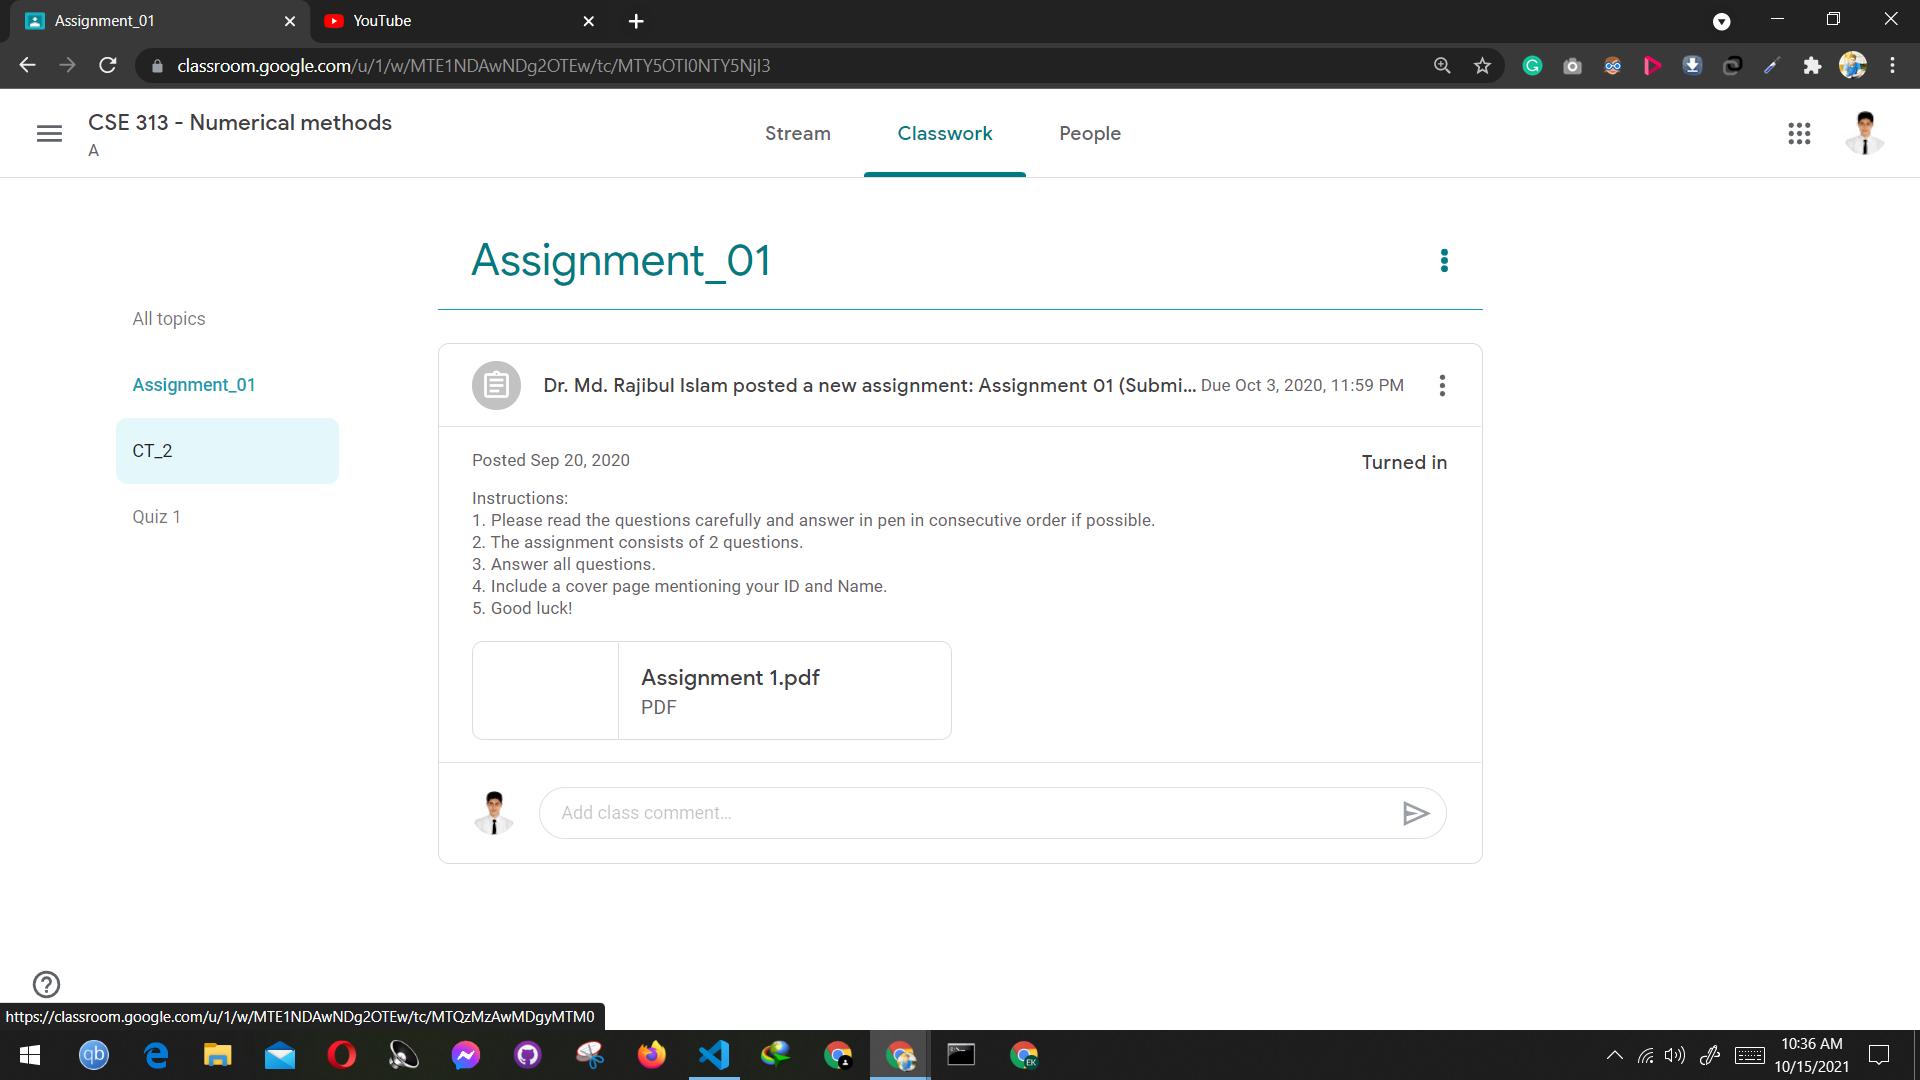 Assignment_01
YouTube
classroom.google.com/u/1/w/MTE1NDAwNDg2OTEw/tc/MTY5OTI0NTY5NjI3
CSE 313 - Numerical methods
A
Stream
Classwork
People
Assignment_01
All topics
Assignment_01
CT_2
Quiz 1
Dr. Md. Rajibul Islam posted a new assignment: Assignment 01 (Submi... Due Oct 3, 2020, 11:59 PM
Posted Sep 20, 2020
Turned in
Instructions:
1. Please read the questions carefully and answer in pen in consecutive order if possible.
2. The assignment consists of 2 questions.
3. Answer all questions.
4. Include a cover page mentioning your ID and Name.
5. Good luck!
Assignment 1.pdf
PDF
Add class comment...
https://classroom.google.com/u/1/w/MTE1NDAwNDg2OTEw/tc/MTQzMzAwMDgyMTM0
qb
EK
10:36 AM
10/15/2021